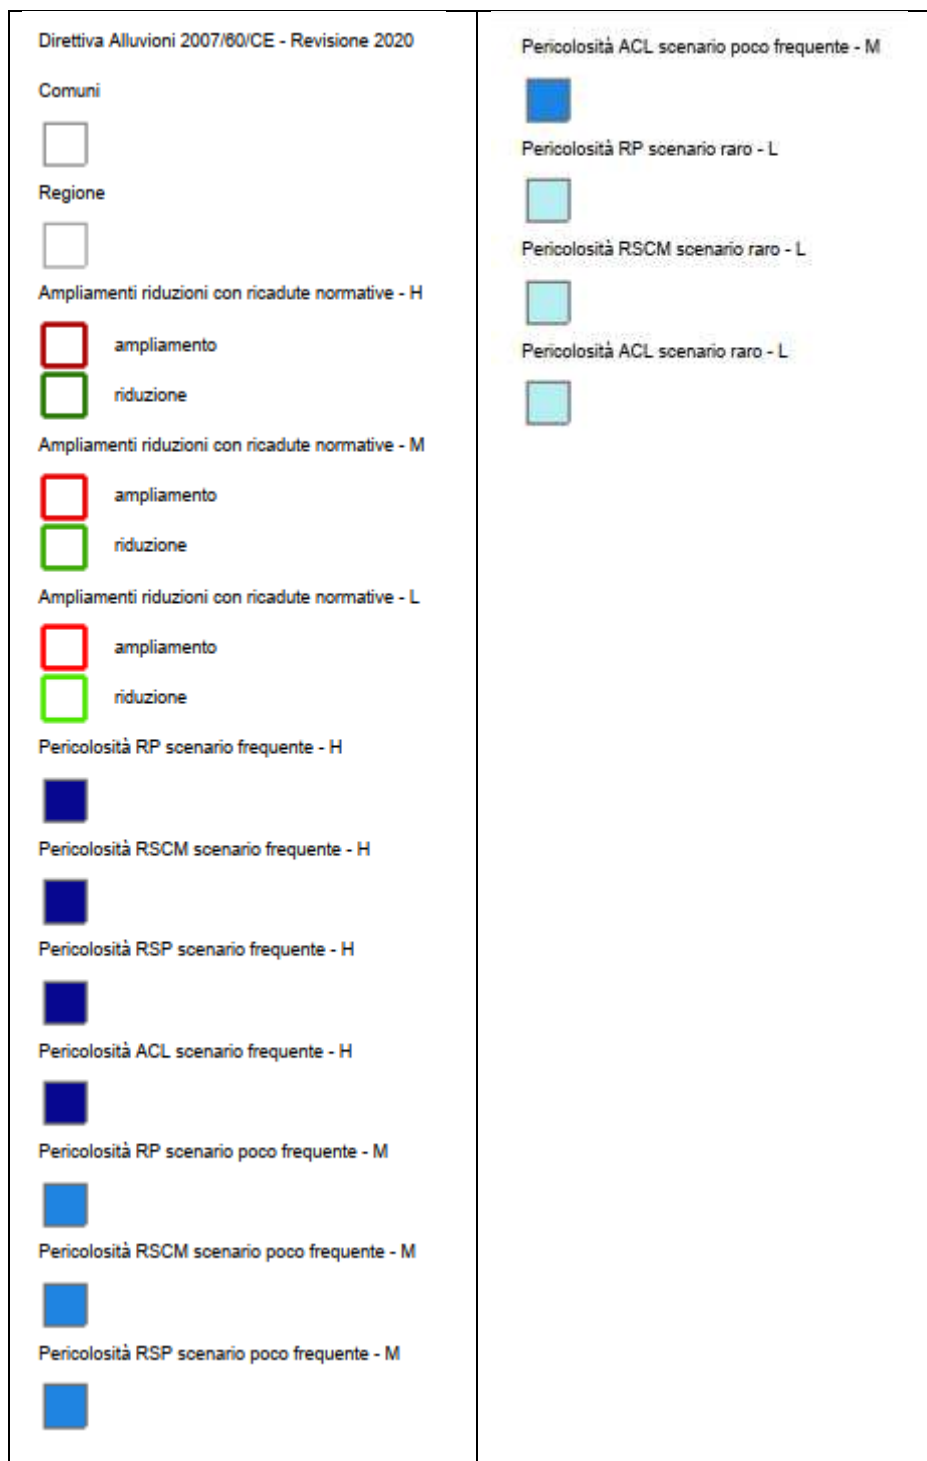 Direttiva Alluvioni 2007/60/CE - Revisione 2020
Comuni
Regione
Ampliamenti riduzioni con ricadute normative - H
ampliamento
riduzione
Ampliamenti riduzioni con ricadute normative - M
ampliamento
riduzione
Ampliamenti riduzioni con ricadute normative - L
ampliamento
riduzione
Pericolosità RP scenario frequente - H
Pericolosità RSCM scenario frequente - H
Pericolosità RSP scenario frequente - H
Pericolosità ACL scenario frequente - H
Pericolosità RP scenario poco frequente - M
Pericolosità RSCM scenario poco frequente - M
Pericolosità RSP scenario poco frequente - M
Pericolosità ACL scenario poco frequente - M
Pericolosità RP scenario raro - L
Pericolosità RSCM scenario raro - L
Pericolosità ACL scenario raro - L